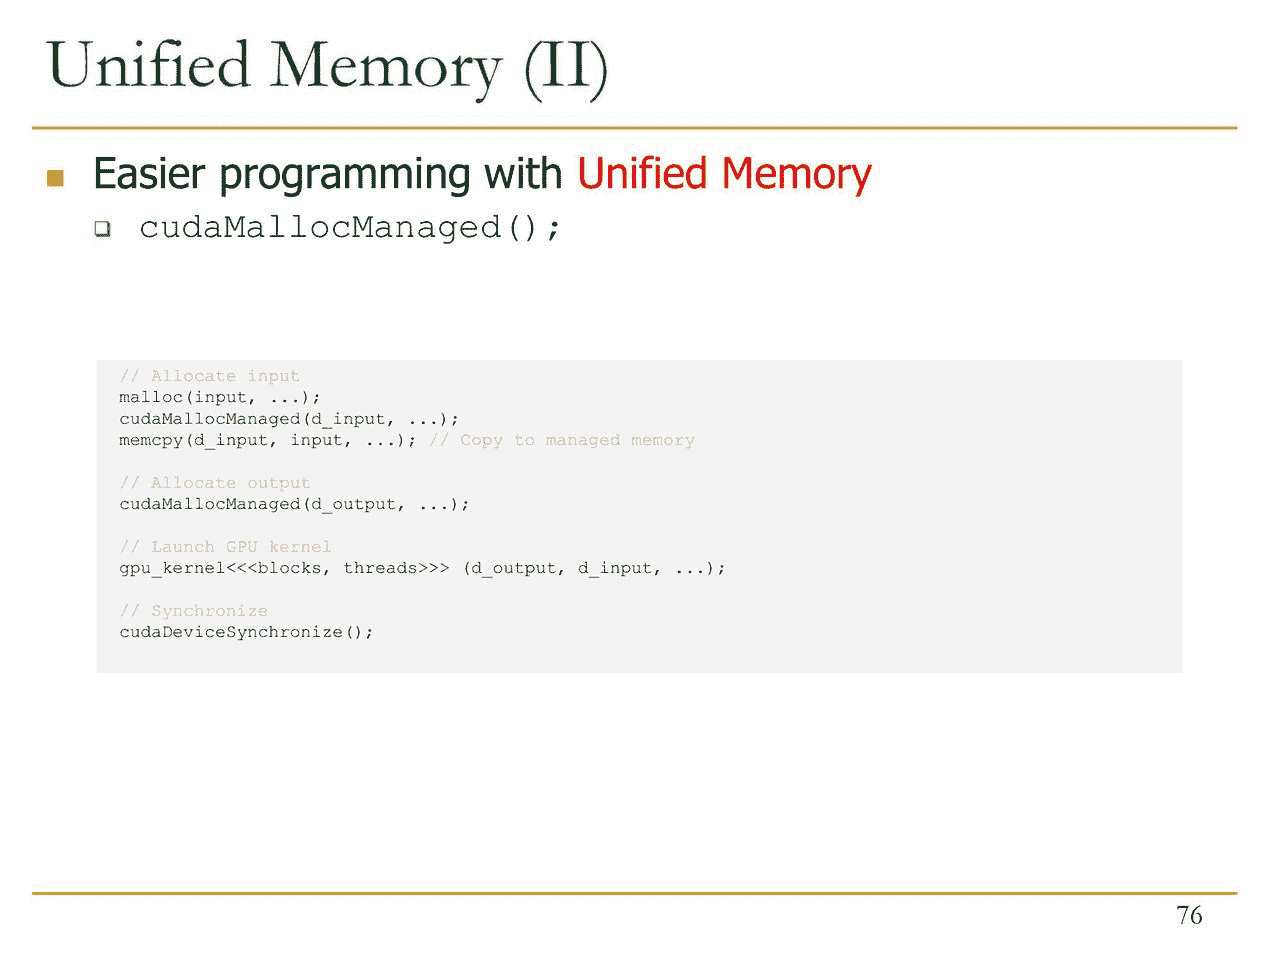 Unified Memory (II)
Easier programming with Unified Memory
cudaMallocManaged();
// Allocate input
malloc(input, ...);
cudaMallocManaged(d_input, ...);
memcpy(d_input, input, ...); // Copy to managed memory
// Allocate output
cudaMallocManaged(d_output, ...);
// Launch GPU kernel
gpu_kernel<<<blocks, threads>>> (d_output, d_input, ...);
// Synchronize
cudaDeviceSynchronize();
76